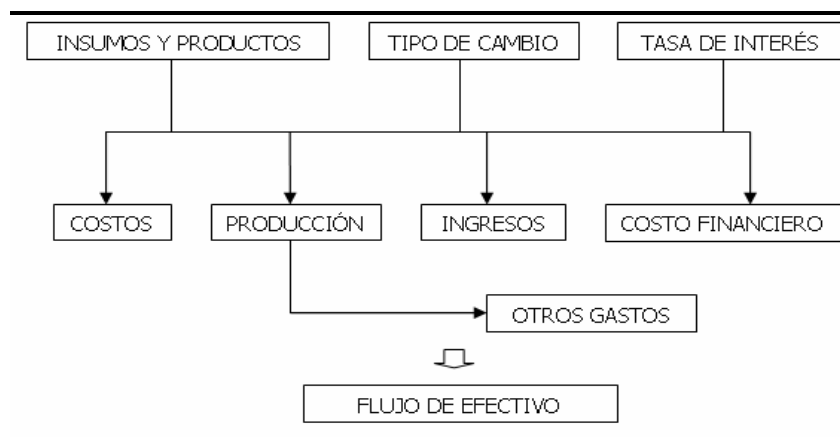 INSUMOS Y PRODUCTOS
TIPO DE CAMBIO
TASA DE INTERÉS
COSTOS
PRODUCCIÓN
INGRESOS
COSTO FINANCIERO
OTROS GASTOS
FLUJO DE EFECTIVO